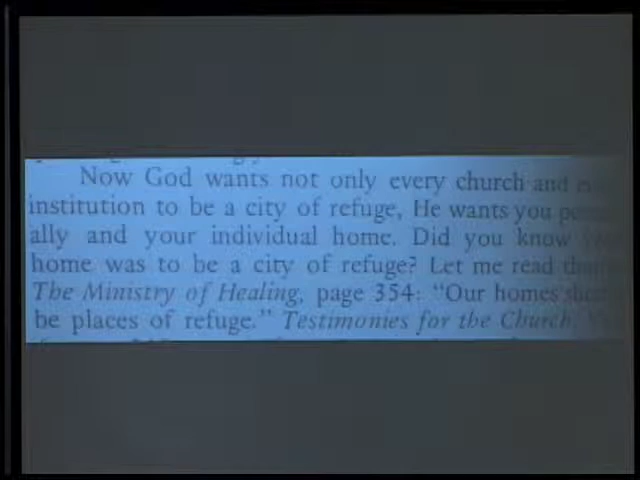 Now God wants not only every church and
institution to be a city of refuge, He wants you
ally and your individual home. Did you know
home was to be a city of refuge? Let me read
The Ministry of Healing, page 354: "Our homes
be places of refuge." Testimonies for the Church,